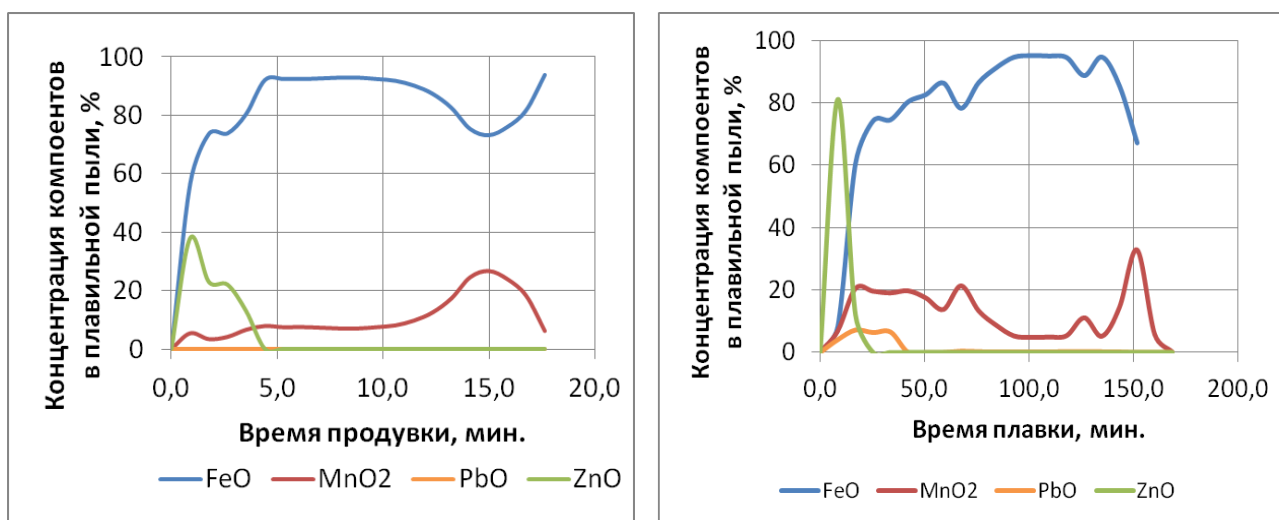 Концентрация компоентов
в плавильной пыли, %
100
80
60
40
20
0
0,0 5,0 10,0 15,0 20,0
Время продувки, мин.
FeO MnO2 PbO ZnO
Концентрация компоентов
в плавильной пыли, %
100
80
60
40
20
0
0,0 50,0 100,0 150,0 200,0
Время плавки, мин.
FeO MnO2 PbO ZnO